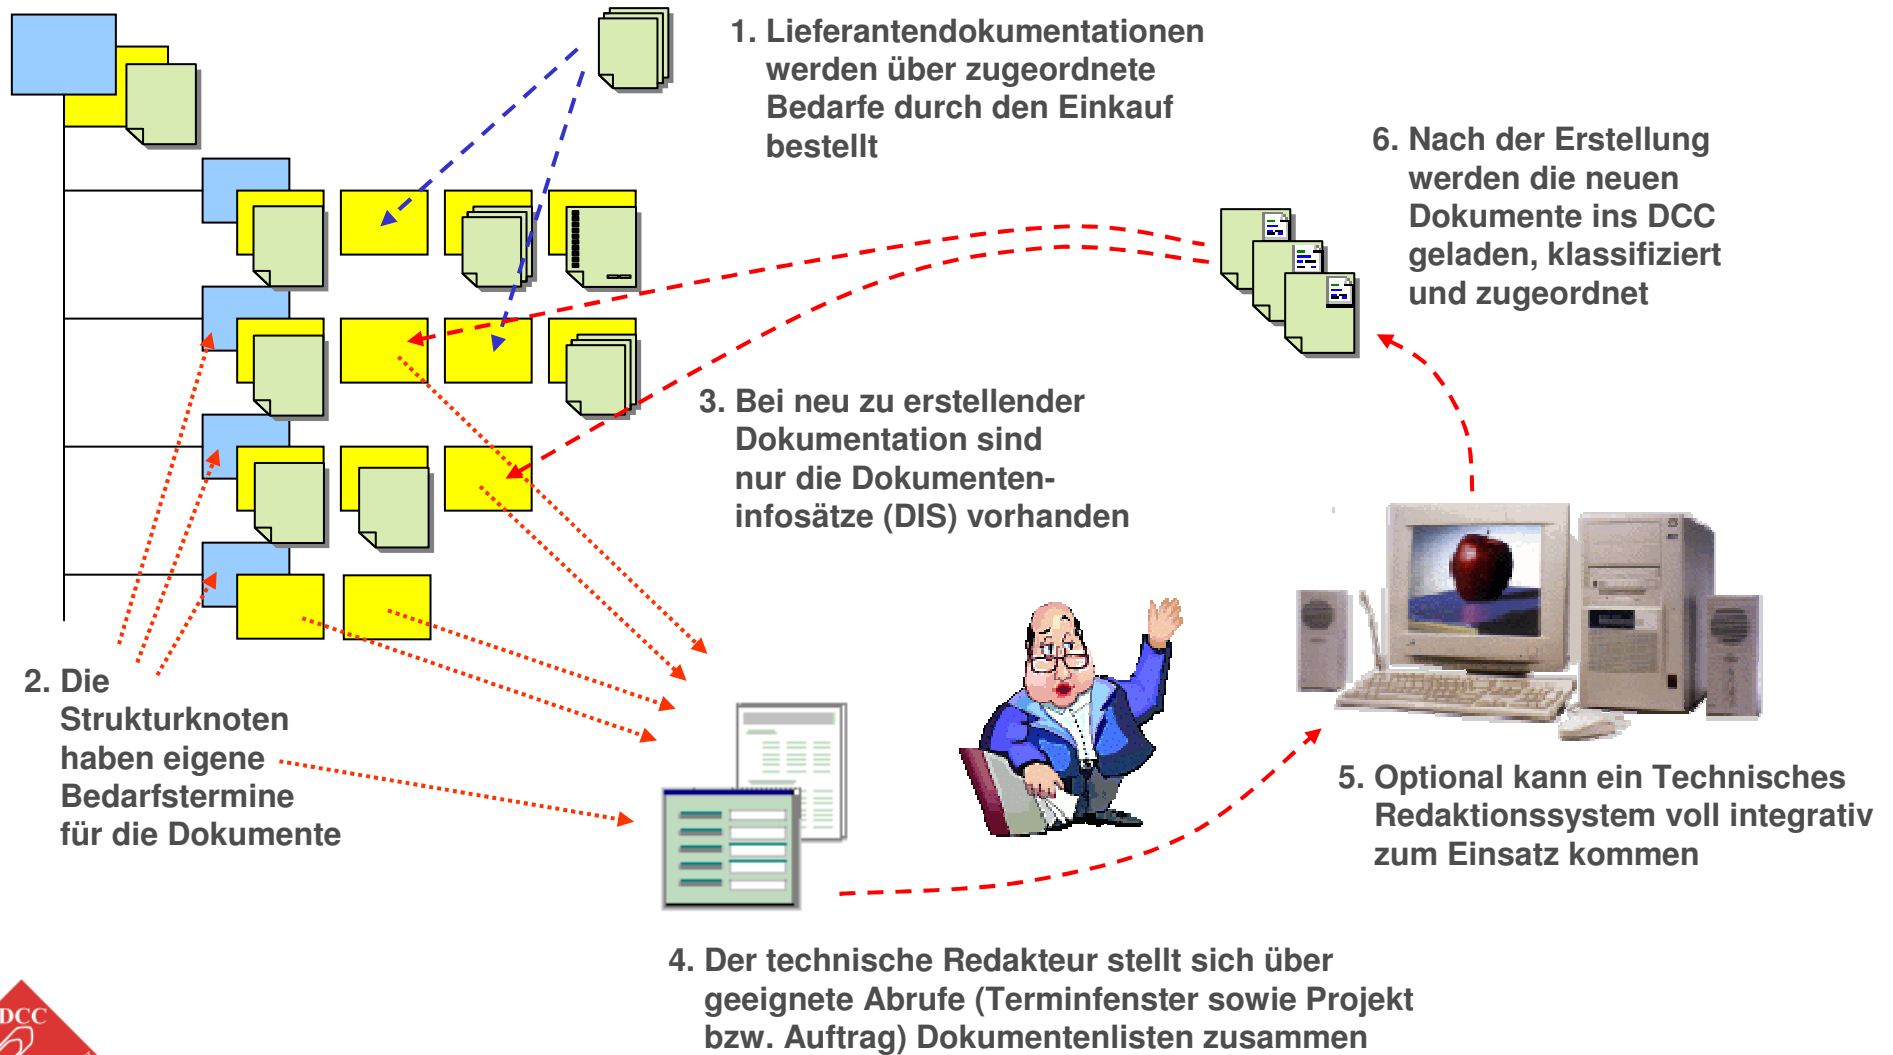 1. Lieferantendokumentationen
werden über zugeordnete
Bedarfe durch den Einkauf
bestellt
6. Nach der Erstellung
werden die neuen
Dokumente ins DCC
geladen, klassifiziert
und zugeordnet
3. Bei neu zu erstellender
Dokumentation sind
nur die Dokumenten-
infosätze (DIS) vorhanden
2. Die
Strukturknoten
haben eigene
Bedarfstermine
für die Dokumente
5. Optional kann ein Technisches
Redaktionssystem voll integrativ
zum Einsatz kommen
4. Der technische Redakteur stellt sich über
geeignete Abrufe (Terminfenster sowie Projekt
bzw. Auftrag) Dokumentenlisten zusammen
DCC